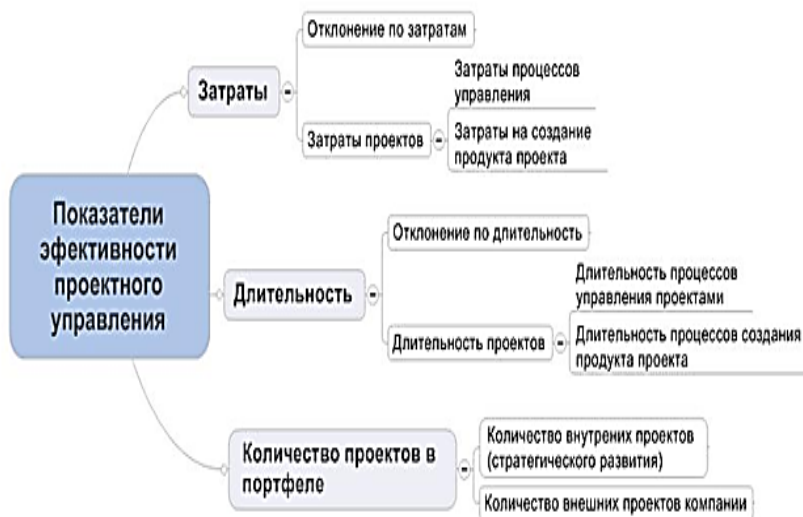 Показатели
эфективности
проектного
управления
Затраты
Отклонение по затратам
Затраты проектов
Затраты процессов
управления
Затраты на создание
продукта проекта
Длительность
Отклонение по длительность
Длительность проектов
Длительность процессов
управления проектами
Длительность процессов создания
продукта проекта
Количество проектов в
портфеле
Количество внутрених проектов
(стратегического развития)
Количество внешних проектов компании